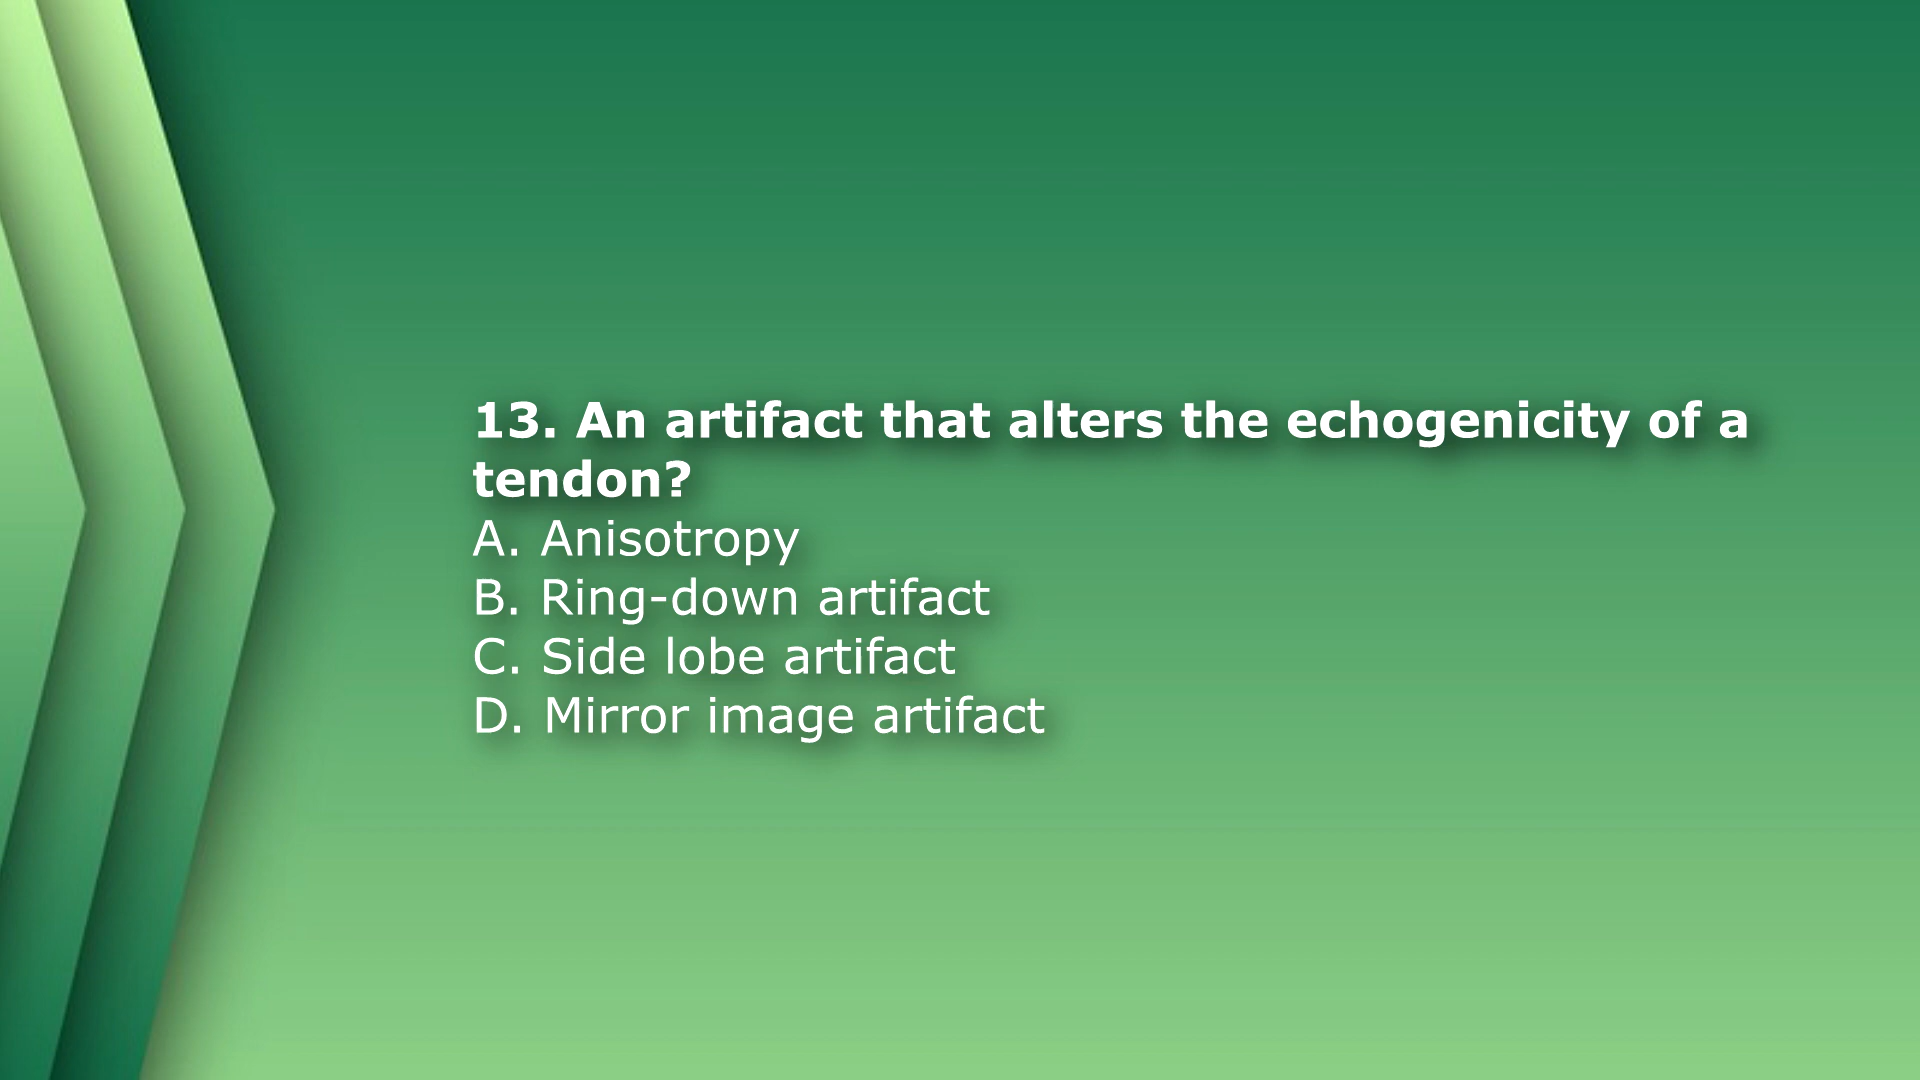 13. An artifact that alters the echogenicity of a
tendon?
A. Anisotropy
B. Ring-down artifact
C. Side lobe artifact
D. Mirror image artifact